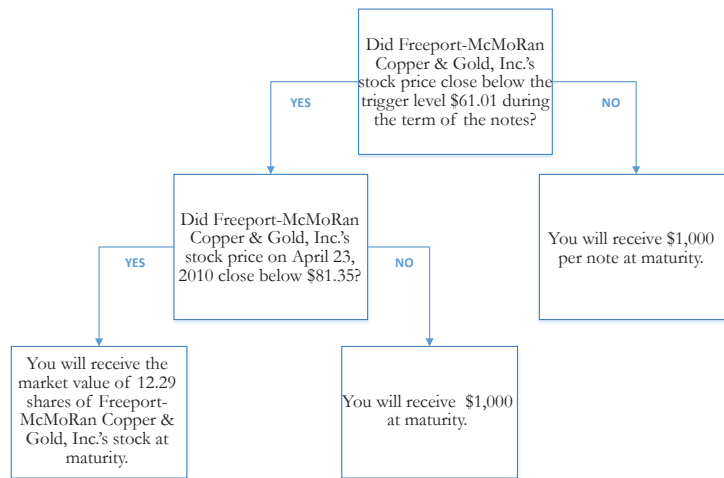 Did Freeport-McMoRan
Copper & Gold, Inc.'s
stock price close below the
trigger level $61.01 during
the term of the notes?
YES
NO
Did Freeport-McMoRan
Copper & Gold, Inc.'s
stock price on April 23,
2010 close below $81.35?
You will receive $1,000
per note at maturity.
YES
NO
You will receive the
market value of 12.29
shares of Freeport-
McMoRan Copper &
Gold, Inc.'s stock at
maturity.
You will receive $1,000
at maturity.